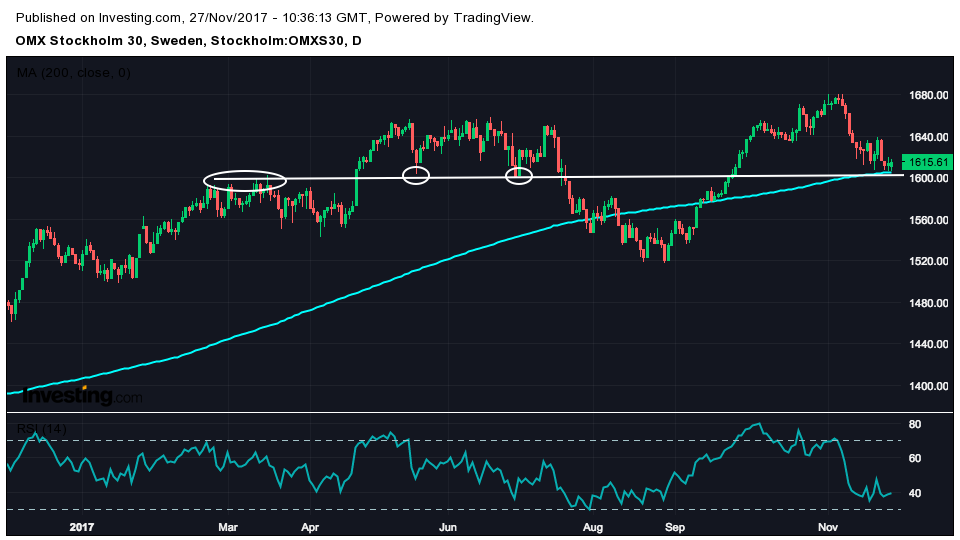 Published on Investing.com, 27/Nov/2017 - 10:36:13 GMT, Powered by TradingView.
OMX Stockholm 30, Sweden, Stockholm:OMXS30, D
MA (200, close, 0)
1680.00
1640.00
1615.61
1600.00
1560.00
1520.00
1480.00
1440.00
1400.00
Investing.com
RSI (14)
80
60
40
2017 Mar Apr Jun Aug Sep Nov